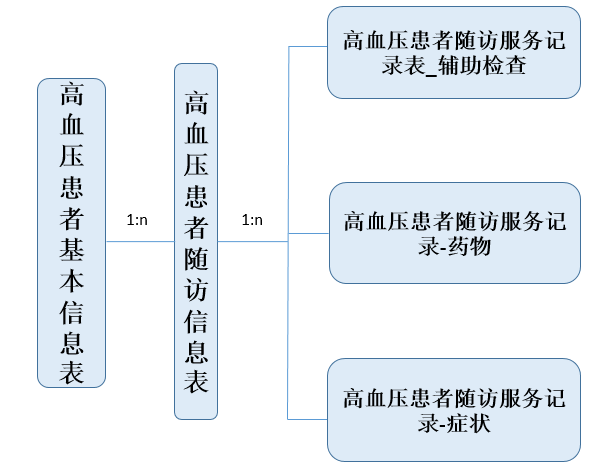 高血压患者基本信息表
1:n
高血压患者随访信息表
1:n
高血压患者随访服务记
录表_辅助检查
高血压患者随访服务记
录-药物
高血压患者随访服务记
录-症状